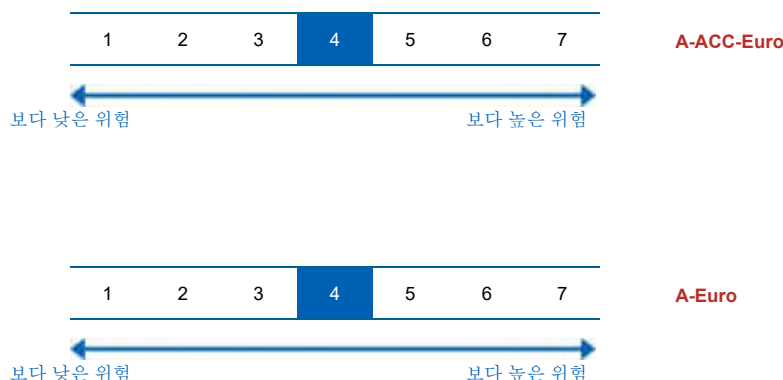 1 2 3 4 5 6 7 A-ACC-Euro
보다 낮은 위험 보다 높은 위험
1 2 3 4 5 6 7 A-Euro
보다 낮은 위험 보다 높은 위험